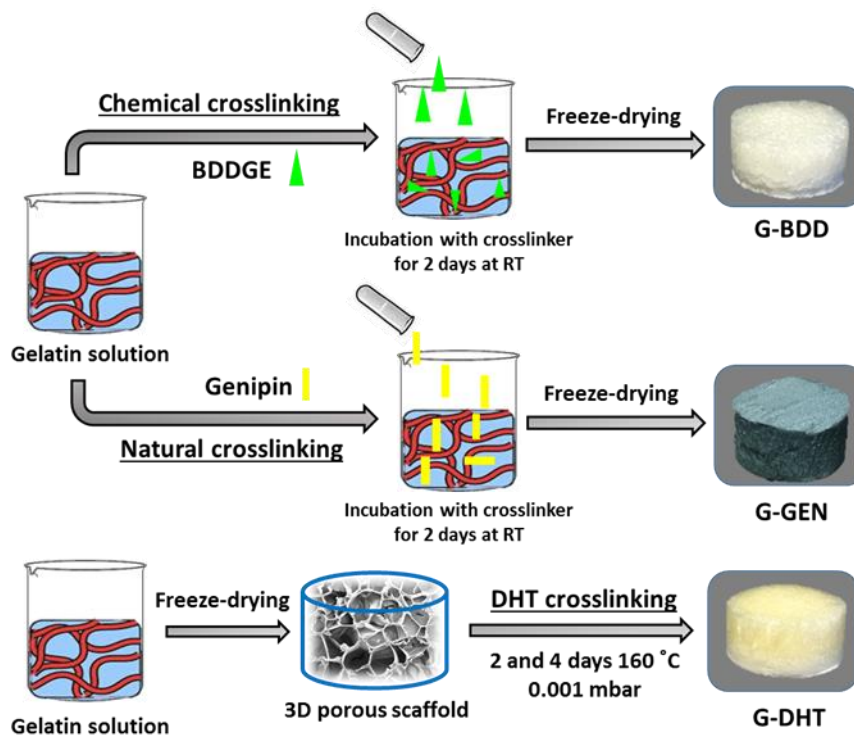 Chemical crosslinking
BDDGE
Freeze-drying
Incubation with crosslinker
for 2 days at RT
G-BDD
Gelatin solution
Genipin
Natural crosslinking
Freeze-drying
Incubation with crosslinker
for 2 days at RT
G-GEN
Gelatin solution
Freeze-drying
3D porous scaffold
DHT crosslinking
2 and 4 days 160 ˚C
0.001 mbar
G-DHT